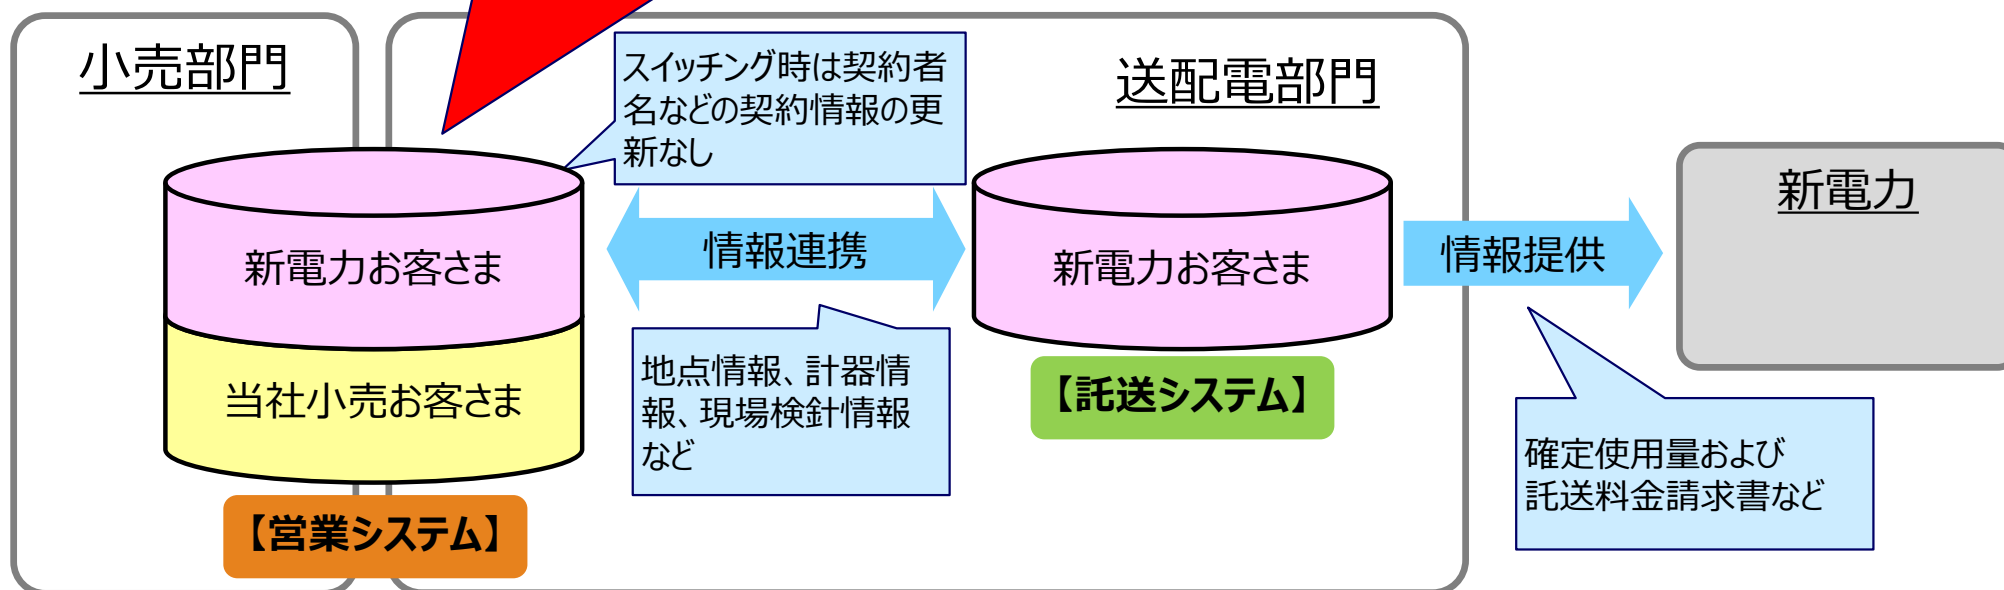 小売部門
スイッチング時は契約者
名などの契約情報の更
新なし
送配電部門
新電力
新電力お客さま
情報連携
新電力お客さま
情報提供
当社小売お客さま
地点情報、計器情
報、現場検針情報
など
【託送システム】
確定使用量および
託送料金請求書など
【営業システム】